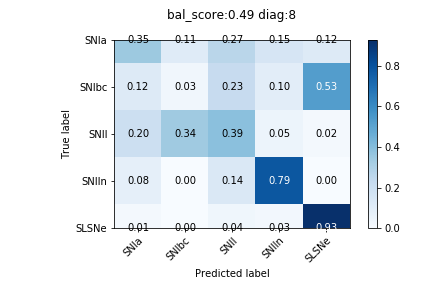 bal_score:0.49 diag:8
True label
SNIa 0.35 0.11 0.27 0.15 0.12
SNIbc 0.12 0.03 0.23 0.10 0.53
SNII 0.20 0.34 0.39 0.05 0.02
SNIIn 0.08 0.00 0.14 0.79 0.00
SLSNe 0.01 0.00 0.04 0.03 0.93
SNIa SNIbc SNII SNIIn SLSNe
Predicted label
0.8
0.6
0.4
0.2
0.0